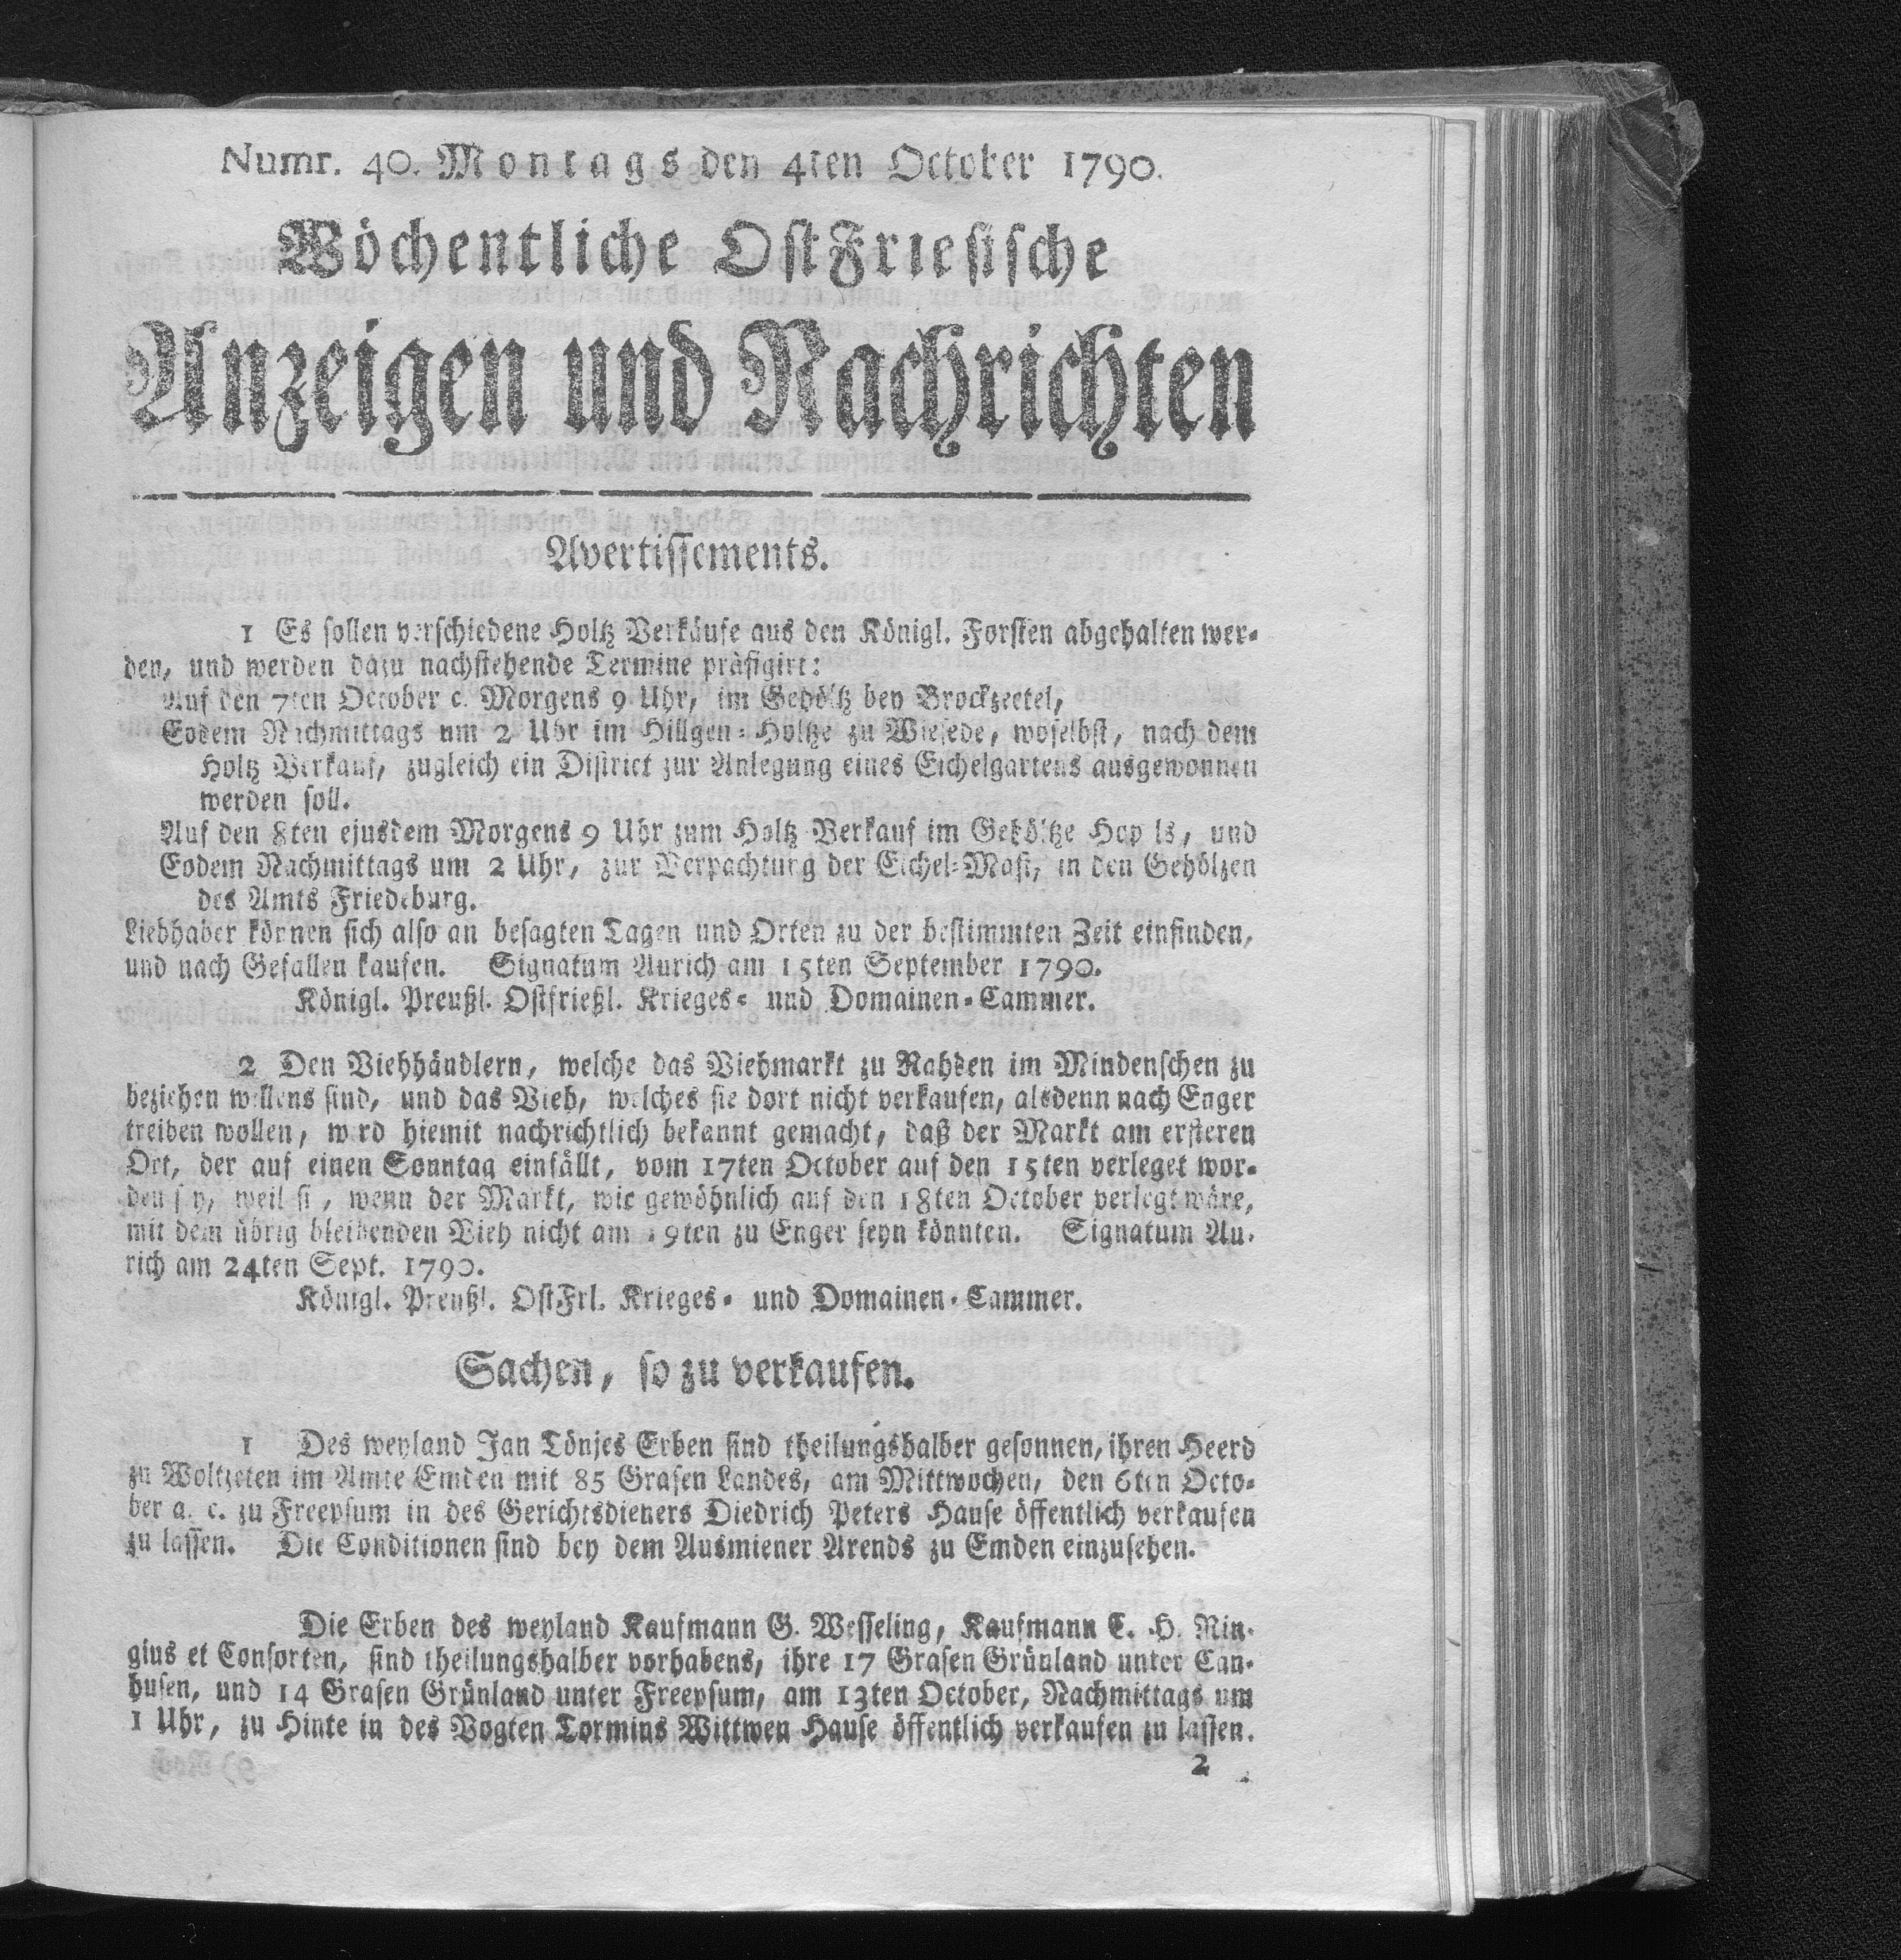 Numr. 40. Montags den 4ten October 1790.
Wöchentliche OstFriesische
Anzeigen und Nachrichten
Avertissements.
1 Es sollen verschiedene Holtz Verkäufe aus den Königl. Forsten abgehalten wer-
den, und werden dazu nachstehende Termine präfigirt:
Auf den 7ten October c. Morgens 9 Uhr, im Gehöltz bey Brockzeetel,
Eodem Nachmittags um 2 Uhr im Hillgen-Holtze zu Wiesede, woselbst, nach dem
Holtz Verkauf, zugleich ein District zur Anlegung eines Eichelgartens ausgewonnen
werden soll.
Auf den 8ten ejusdem Morgens 9 Uhr zum Holtz Verkauf im Gehöltze Hop ls, und
Eodem Nachmittags um 2 Uhr, zur Verpachtung der Eichel-Mast, in den Gehölzen
des Amts Friedeburg.
Liebhaber können sich also an besagten Tagen und Orten zu der bestimmten Zeit einfinden,
und nach Gefallen kaufen. Signatum Aurich am 15ten September 1790.
Königl. Preußl. Ostfrießl. Krieges- und Domainen-Cammer.
2 Den Viehhändlern, welche das Viehmarkt zu Rahden im Mindenschen zu
beziehen willens sind, und das Vieh, welches sie dort nicht verkaufen, alsdenn nach Enger
treiben wollen, wird hiemit nachrichtlich bekannt gemacht, daß der Markt am ersteren
Ort, der auf einen Sonntag einfällt, vom 17ten October auf den 15ten verleget wor-
den sey, weil sie, wenn der Markt, wie gewöhnlich auf den 18ten October verlegt wäre,
mit dem übrig bleibenden Vieh nicht am 19ten zu Enger seyn könnten. Signatum Au-
rich am 24ten Sept. 1790.
Königl. Preußl. OstFrl. Krieges- und Domainen-Cammer.
Sachen, so zu verkaufen.
1 Des weyland Jan Tönjes Erben sind theilungshalber gesonnen, ihren Heerd
zu Woltzeten im Amte Emden mit 85 Grasen Landes, am Mittwochen, den 6ten Octo-
ber a. c. zu Freepsum in des Gerichtsdieners Diedrich Peters Hause öffentlich verkaufen
zu lassen. Die Conditionen sind bey dem Ausmiener Arends zu Emden einzusehen.
Die Erben des weyland Kaufmann G. Wesseling, Kaufmann C. H. Min-
gius et Consorten, sind theilungshalber vorhabens, ihre 17 Grasen Grünland unter Can-
husen, und 14 Grasen Grünland unter Freepsum, am 13ten October, Nachmittags um
1 Uhr, zu Hinte in des Vogten Tormins Wittwen Hause öffentlich verkaufen zu lassen.
2